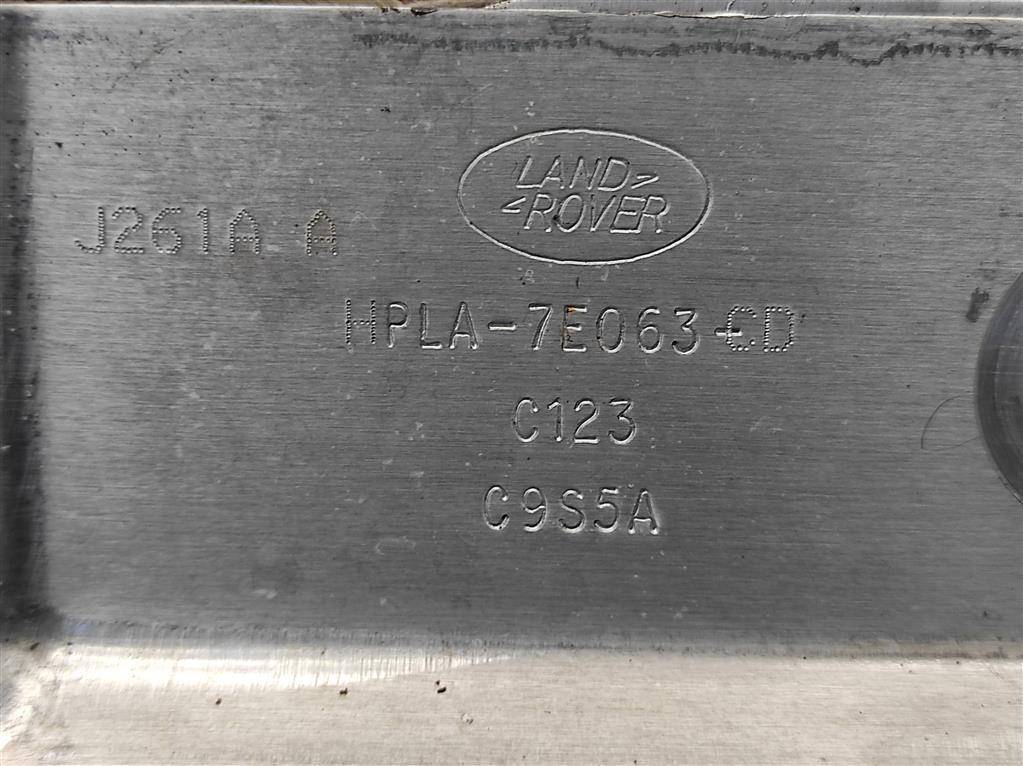 LAND
ROVER
J261A A
HPLA-7E063-CD
C123
C9S5A